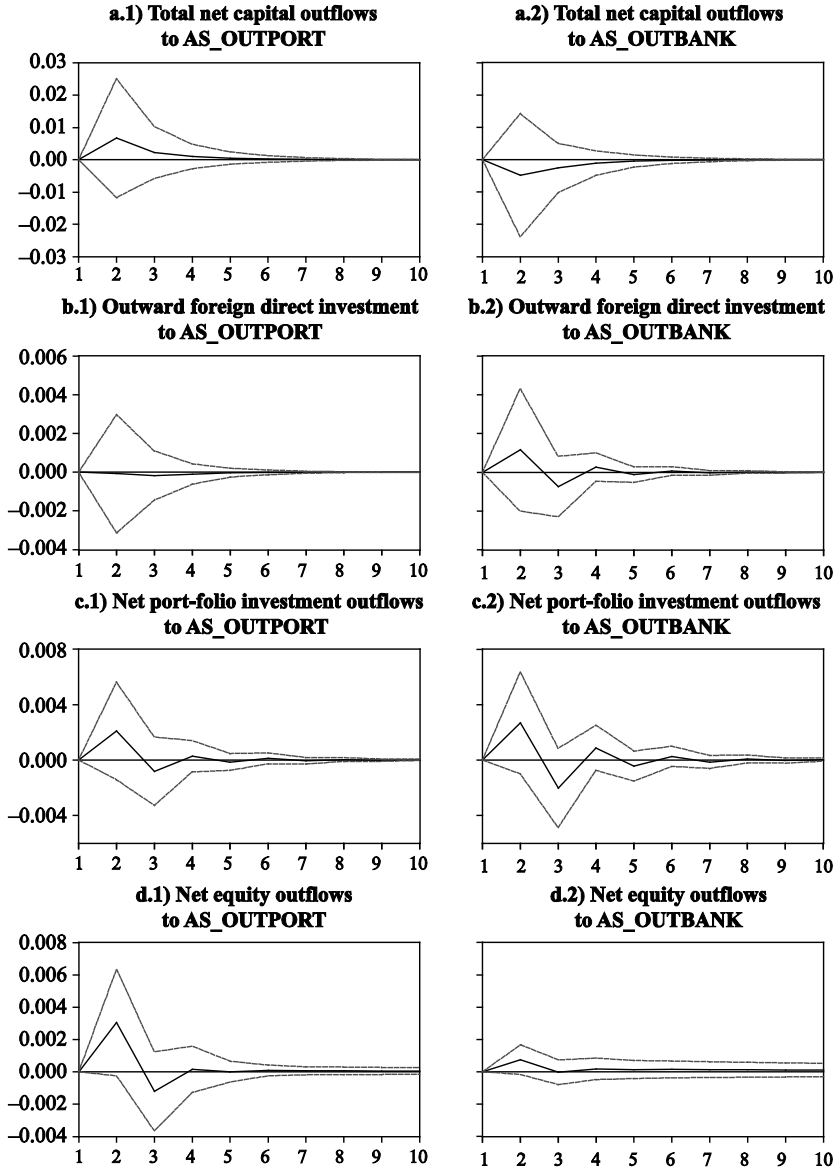 a.1) Total net capital outflows
to AS_OUTPORT
a.2) Total net capital outflows
to AS_OUTBANK
0.03
0.02
0.01
0.00
–0.01
–0.02
–0.03
1 2 3 4 5 6 7 8 9 10
1 2 3 4 5 6 7 8 9 10
b.1) Outward foreign direct investment
to AS_OUTPORT
b.2) Outward foreign direct investment
to AS_OUTBANK
0.006
0.004
0.002
0.000
–0.002
–0.004
1 2 3 4 5 6 7 8 9 10
1 2 3 4 5 6 7 8 9 10
c.1) Net port-folio investment outflows
to AS_OUTPORT
c.2) Net port-folio investment outflows
to AS_OUTBANK
0.008
0.004
0.000
–0.004
1 2 3 4 5 6 7 8 9 10
1 2 3 4 5 6 7 8 9 10
d.1) Net equity outflows
to AS_OUTPORT
d.2) Net equity outflows
to AS_OUTBANK
0.008
0.006
0.004
0.002
0.000
–0.002
–0.004
1 2 3 4 5 6 7 8 9 10
1 2 3 4 5 6 7 8 9 10